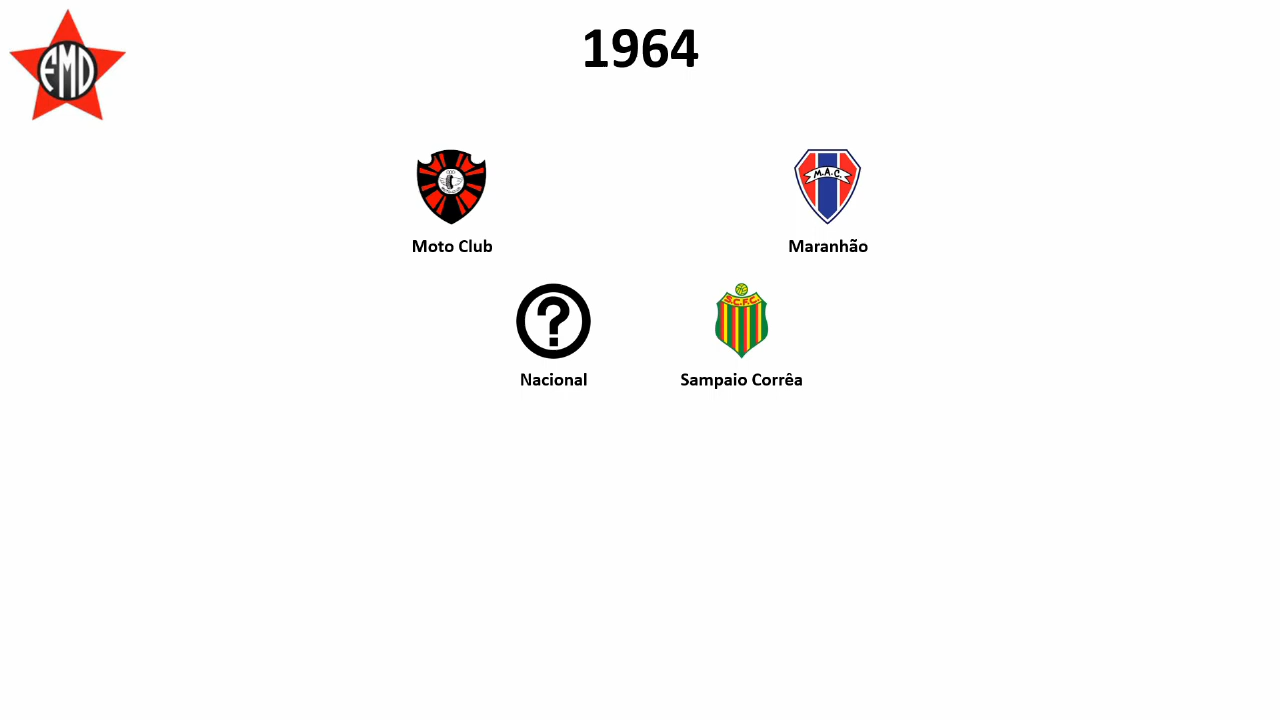 FMD
1964
M.A.C.
Moto Club
Maranhão
?
S.C.F.C.
Nacional
Sampaio Corrêa